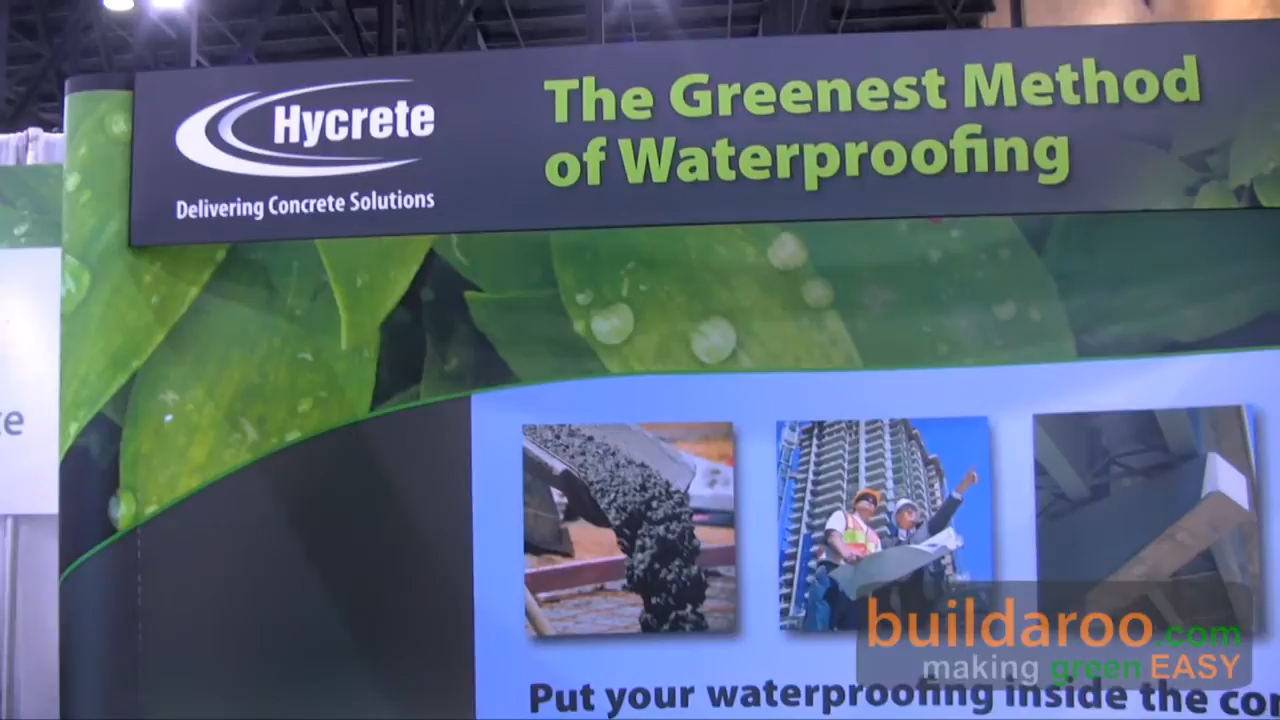 Hycrete
Delivering Concrete Solutions
The Greenest Method
of Waterproofing
buildaroo.com
making green EASY
Put your waterproofing inside the